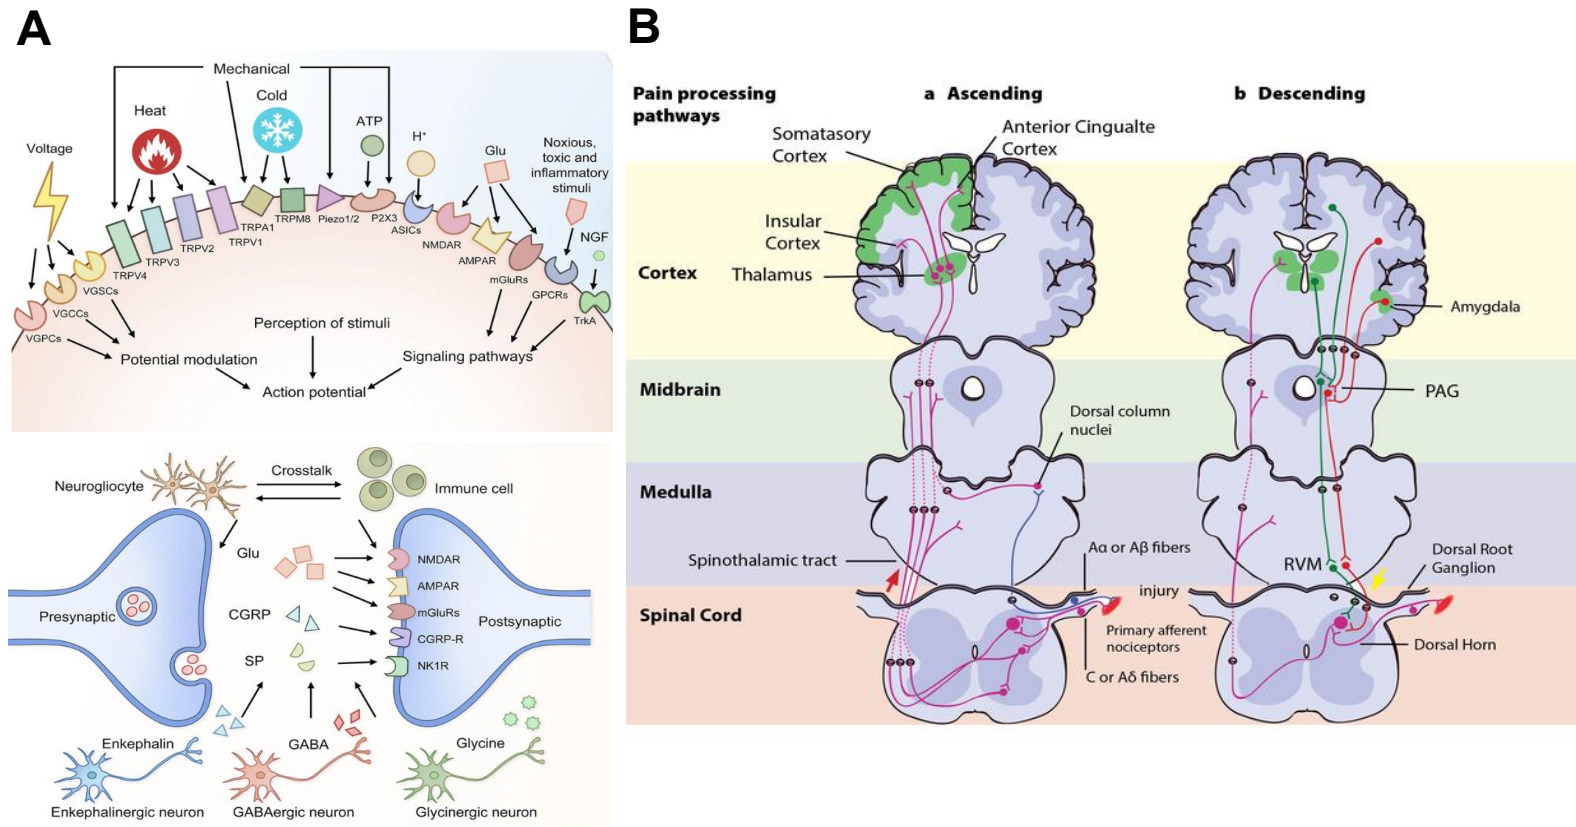 A
Mechanical
Cold
Heat
ATP
H⁺
Voltage
Glu
Noxious,
toxic and
inflammatory
stimuli
NGF
TRPM8
Piezo1/2
P2X3
TRPA1
ASICs
TRPV1
NMDAR
TRPV2
AMPAR
TRPV3
TRPV4
mGluRs
VGSCs
GPCRs
VGCCs
TrkA
VGPCs
Perception of stimuli
Potential modulation
Signaling pathways
Action potential
Neurogliocyte
Crosstalk
Immune cell
Glu
NMDAR
AMPAR
CGRP
mGluRs
Presynaptic
Postsynaptic
CGRP-R
SP
NK1R
Enkephalin
GABA
Glycine
Enkephalinergic neuron
GABAergic neuron
Glycinergic neuron
B
Pain processing
pathways
a Ascending
b Descending
Somatasory
Cortex
Anterior Cingualte
Cortex
Insular
Cortex
Thalamus
Cortex
Amygdala
Midbrain
PAG
Dorsal column
nuclei
Medulla
Spinothalamic tract
Aα or Aβ fibers
RVM
Dorsal Root
Ganglion
injury
Spinal Cord
Primary afferent
nociceptors
Dorsal Horn
C or Aδ fibers